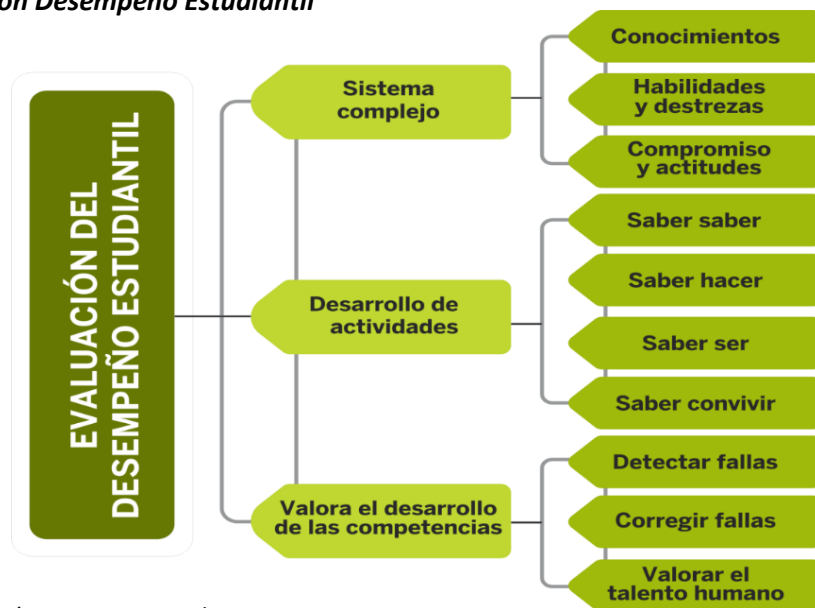 Desempeño Estudiantil
EVALUACIÓN DEL
DESEMPEÑO ESTUDIANTIL
Sistema
complejo
Conocimientos
Habilidades
y destrezas
Compromiso
y actitudes
Desarrollo de
actividades
Saber saber
Saber hacer
Saber ser
Saber convivir
Valora el desarrollo
de las competencias
Detectar fallas
Corregir fallas
Valorar el
talento humano